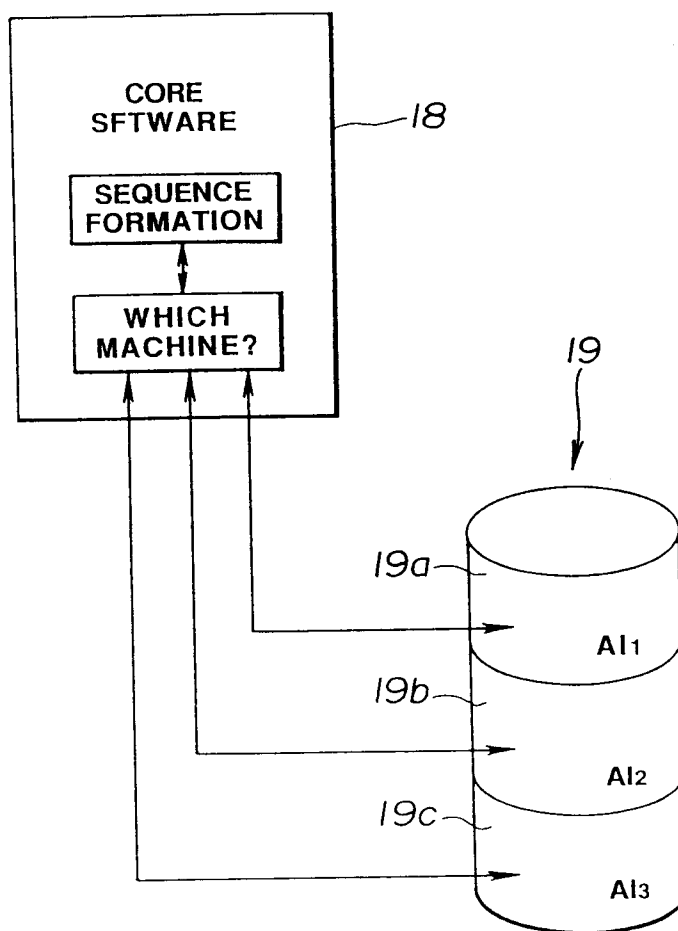 CORE
SFTWARE
18
SEQUENCE
FORMATION
WHICH
MACHINE?
19
19a
AI1
19b
AI2
19c
AI3